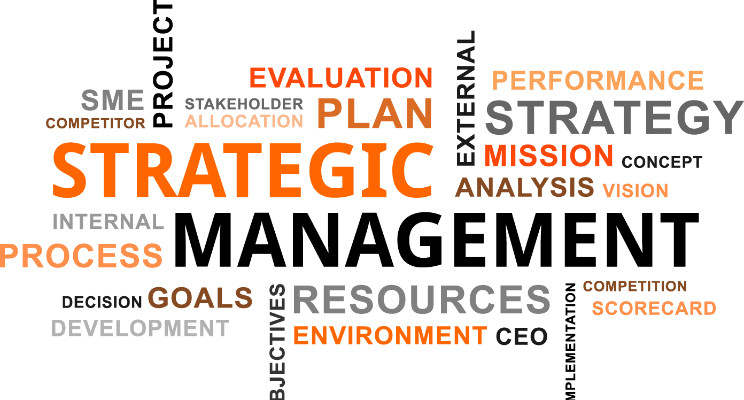 PROJECT
EVALUATION
EXTERNAL
PERFORMANCE
SME
STAKEHOLDER
PLAN
STRATEGY
COMPETITOR
ALLOCATION
STRATEGIC
MISSION
CONCEPT
ANALYSIS
VISION
INTERNAL
MANAGEMENT
PROCESS
DECISION
GOALS
BJECTIVES
RESOURCES
MPLEMENTATION
COMPETITION
SCORECARD
DEVELOPMENT
ENVIRONMENT
CEO